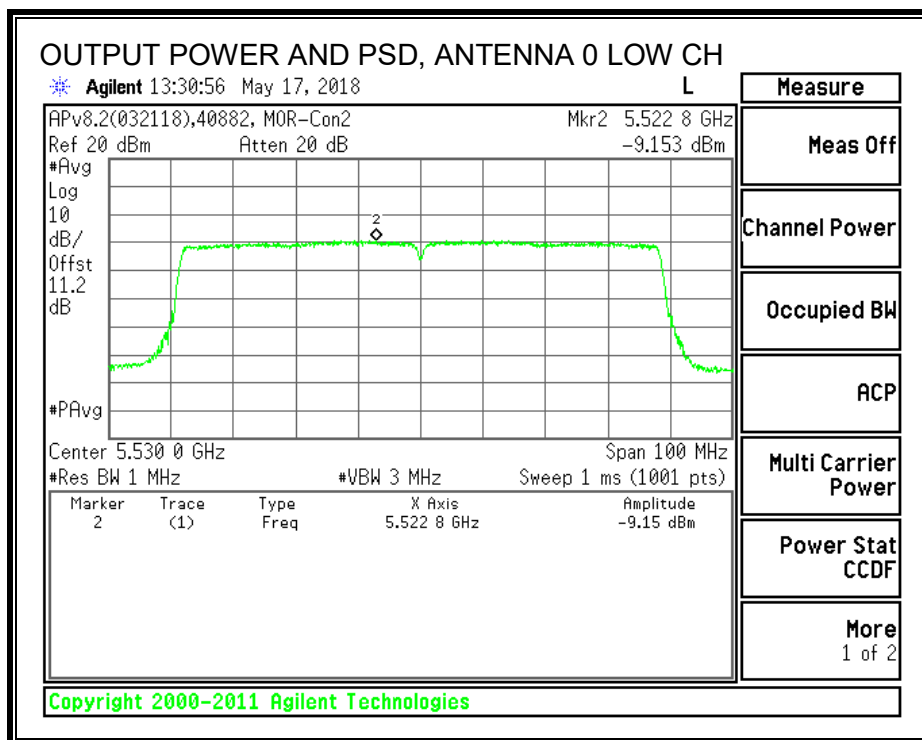 OUTPUT POWER AND PSD, ANTENNA 0 LOW CH
Agilent 13:30:56 May 17, 2018 L
Measure
APv8.2(032118),40882, MOR-Con2 Mkr2 5.522 8 GHz
Ref 20 dBm Atten 20 dB -9.153 dBm
#Avg
Log
10
dB/
Offst
11.2
dB
#PAvg
2
Center 5.530 0 GHz Span 100 MHz
#Res BW 1 MHz #VBW 3 MHz Sweep 1 ms (1001 pts)
Marker Trace Type X Axis Amplitude
2 (1) Freq 5.522 8 GHz -9.15 dBm
Meas Off
Channel Power
Occupied BW
ACP
Multi Carrier
Power
Power Stat
CCDF
More
1 of 2
Copyright 2000-2011 Agilent Technologies